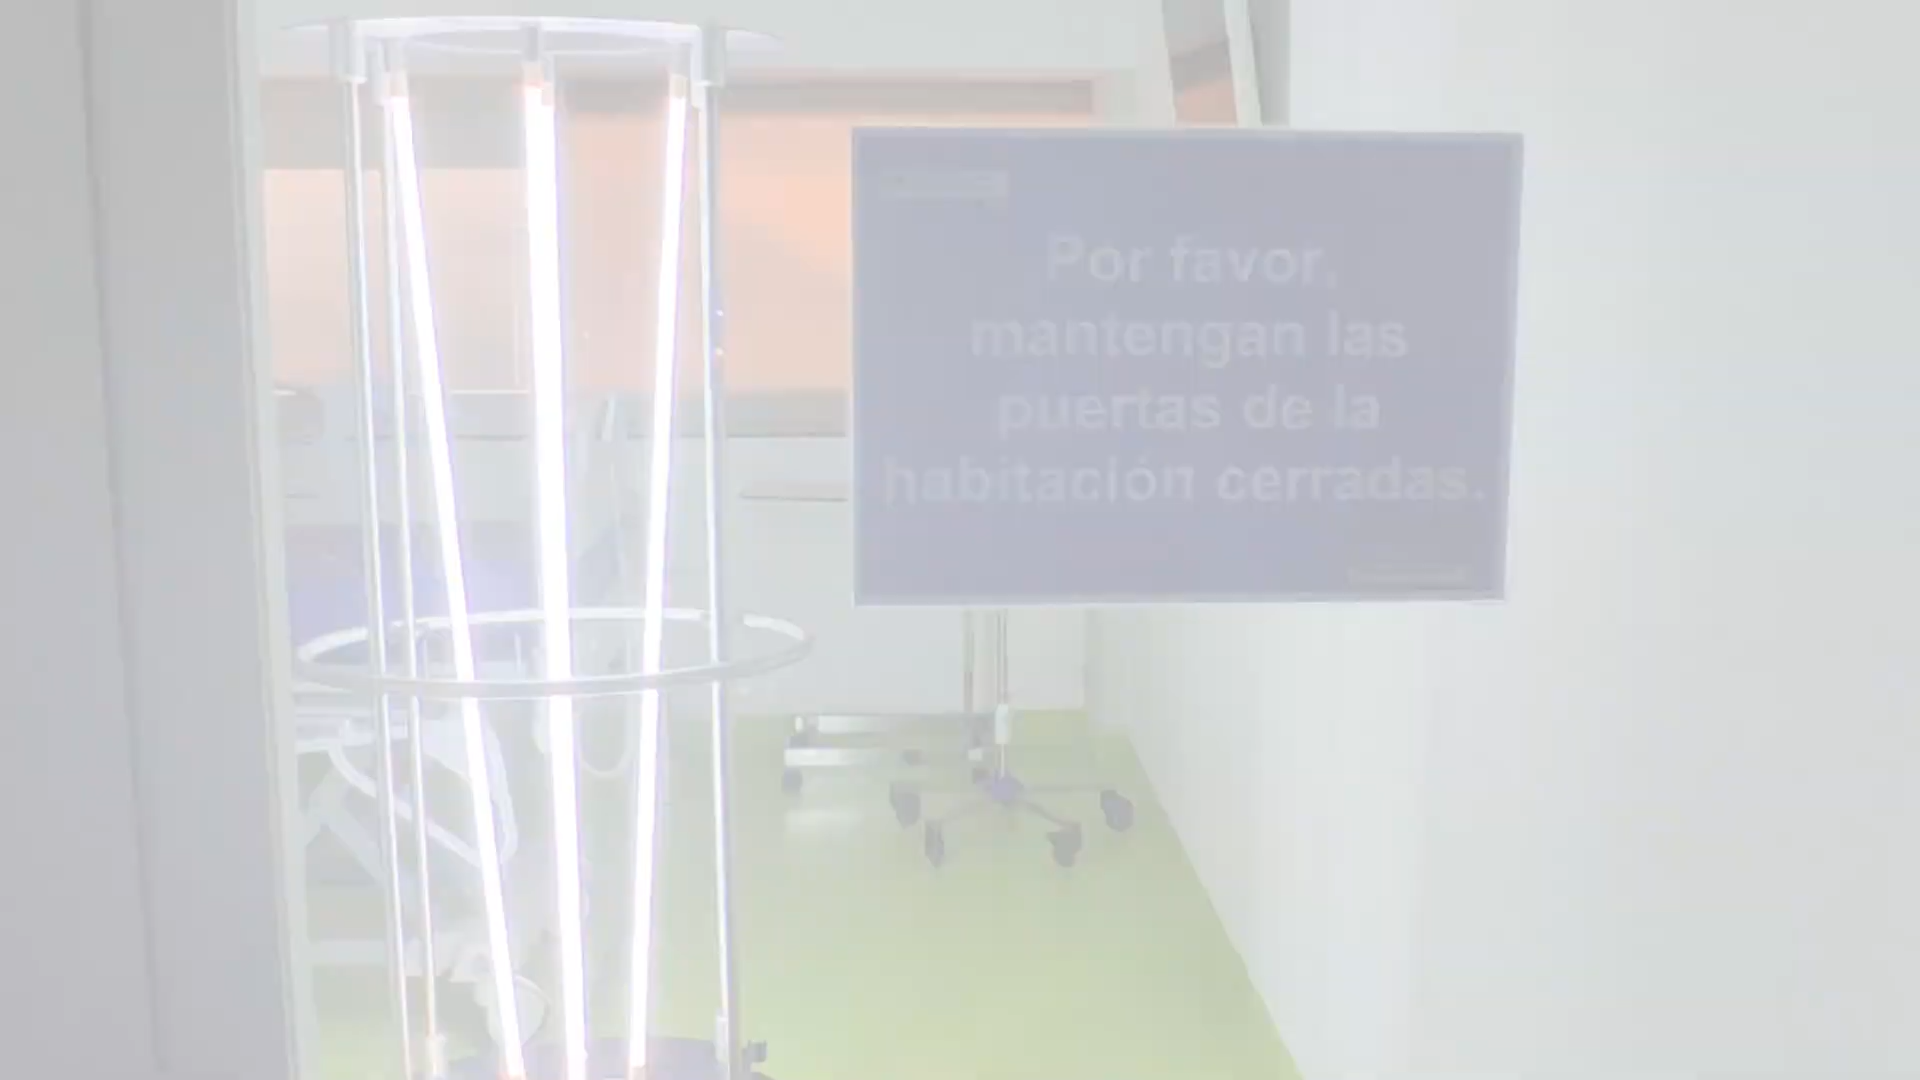 Por favor,
mantengan las
puertas de la
habitación cerradas.